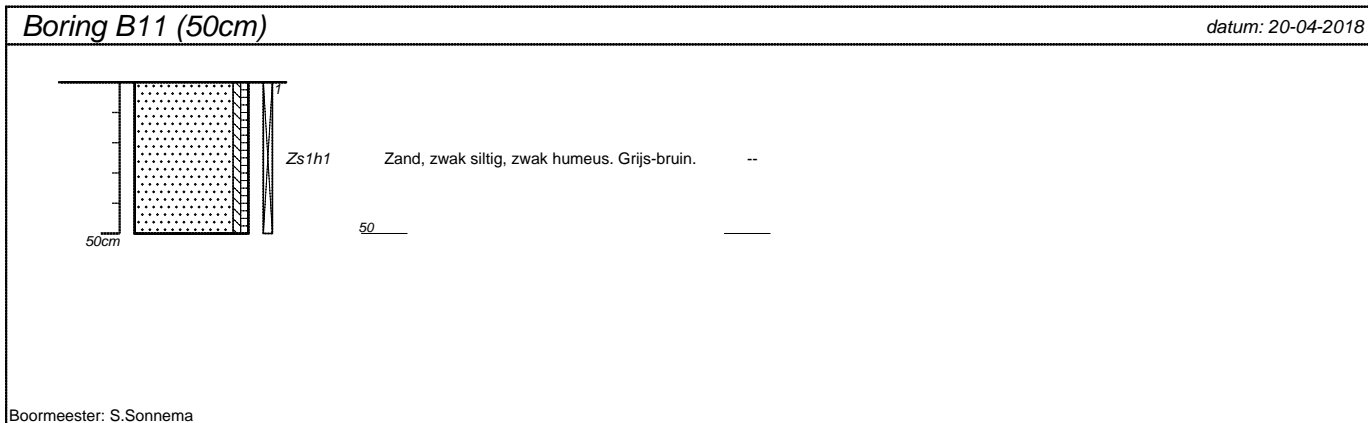 Boring B11 (50cm)
datum: 20-04-2018
1
Zs1h1
Zand, zwak siltig, zwak humeus. Grijs-bruin.
--
50
50cm
Boormeester: S.Sonnema